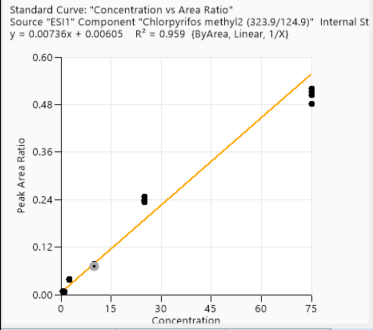 Standard Curve: "Concentration vs Area Ratio"
Source "ESI1" Component "Chlorpyrifos methyl2 (323.9/124.9)" Internal St
y = 0.00736x + 0.00605 R² = 0.959 (ByArea, Linear, 1/X)
0.60
0.48
0.36
0.24
0.12
0.00
Peak Area Ratio
0 15 30 45 60 75
Concentration